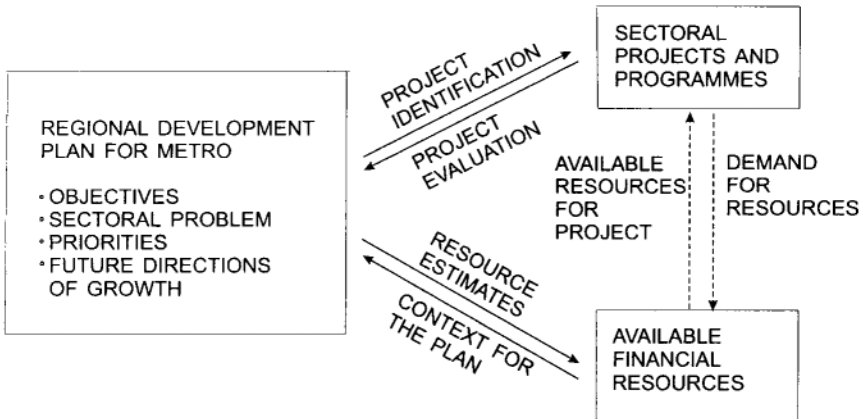 REGIONAL DEVELOPMENT
PLAN FOR METRO
• OBJECTIVES
• SECTORAL PROBLEM
• PRIORITIES
• FUTURE DIRECTIONS
OF GROWTH
PROJECT
IDENTIFICATION
PROJECT
EVALUATION
SECTORAL
PROJECTS AND
PROGRAMMES
AVAILABLE
RESOURCES
FOR
PROJECT
DEMAND
FOR
RESOURCES
RESOURCE
ESTIMATES
CONTEXT FOR
THE PLAN
AVAILABLE
FINANCIAL
RESOURCES